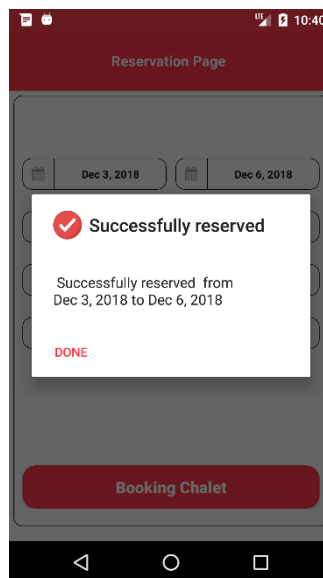 LTE 10:40
Reservation Page
Dec 3, 2018 Dec 6, 2018
Successfully reserved
Successfully reserved from
Dec 3, 2018 to Dec 6, 2018
DONE
Booking Chalet